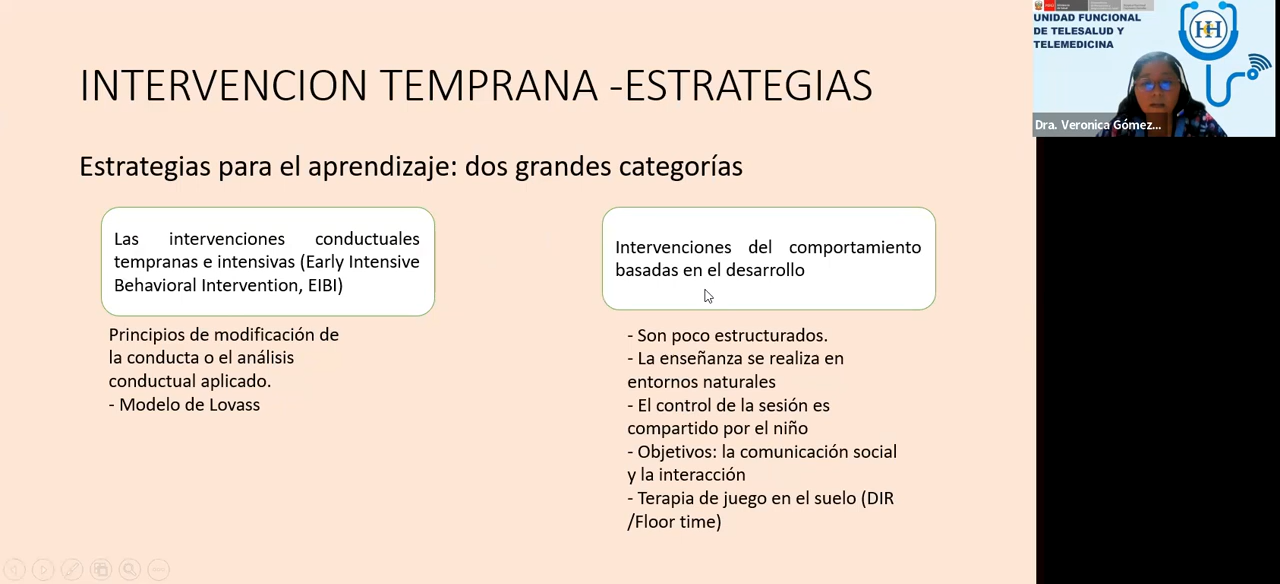 INTERVENCION TEMPRANA -ESTRATEGIAS
Estrategias para el aprendizaje: dos grandes categorías
Las intervenciones conductuales
tempranas e intensivas (Early Intensive
Behavioral Intervention, EIBI)
Principios de modificación de
la conducta o el análisis
conductual aplicado.
- Modelo de Lovass
Intervenciones del comportamiento
basadas en el desarrollo
- Son poco estructurados.
- La enseñanza se realiza en
entornos naturales
- El control de la sesión es
compartido por el niño
- Objetivos: la comunicación social
y la interacción
- Terapia de juego en el suelo (DIR
/Floor time)
UNIDAD FUNCIONAL
DE TELESALUD Y
TELEMEDICINA
Dra. Veronica Gómez...